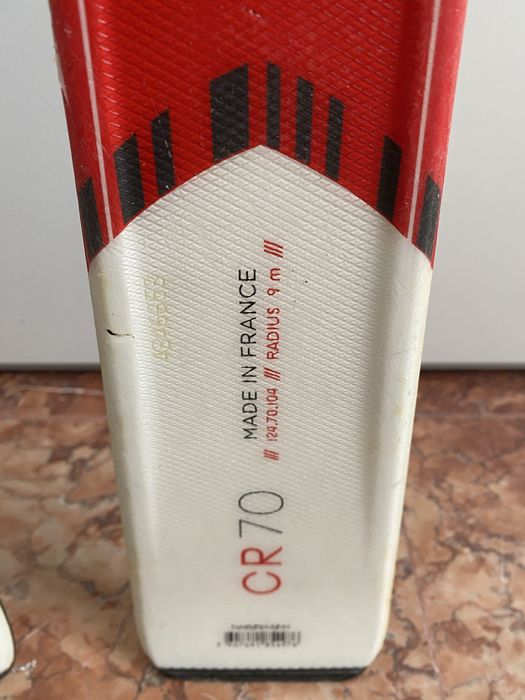 MADE IN FRANCE
/// 124.70.104 /// RADIUS 9 m ///
CR 70